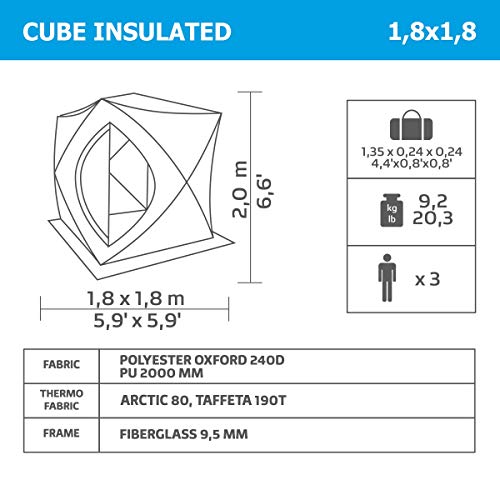 CUBE INSULATED 1,8x1,8
2,0 m
6,6'
1,8 x 1,8 m
5,9' x 5,9'
1,35 x 0,24 x 0,24
4,4'x0,8'x0,8'
kg 9,2
lb 20,3
x 3
FABRIC POLYESTER OXFORD 240D
PU 2000 MM
THERMO FABRIC ARCTIC 80, TAFFETA 190T
FRAME FIBERGLASS 9,5 MM